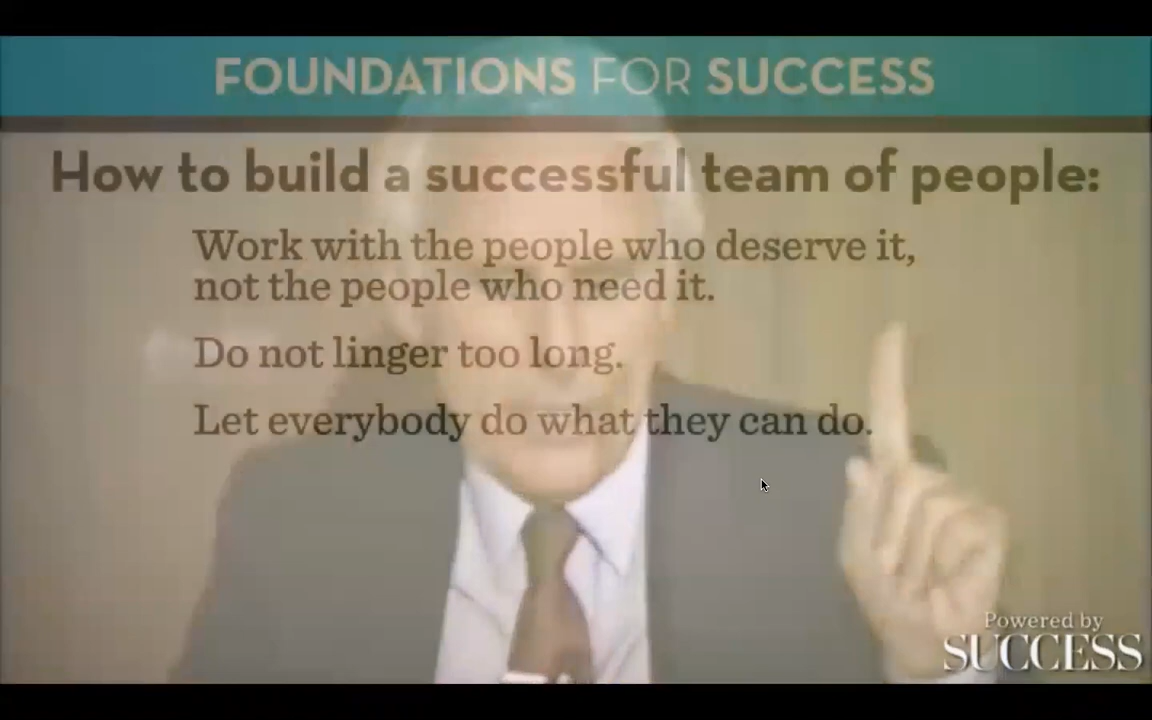 FOUNDATIONS FOR SUCCESS
How to build a successful team of people:
Work with the people who deserve it,
not the people who need it.
Do not linger too long.
Let everybody do what they can do.
Powered by
SUCCESS